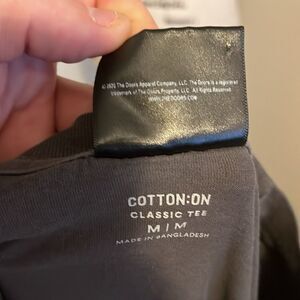 © 2020 The Doors Apparel Company, LLC. The Doors is a registered
trademark of The Doors Property, LLC. All Rights Reserved.
WWW.THEDOORS.COM
COTTON:ON
CLASSIC TEE
M | M
MADE IN BANGLADESH